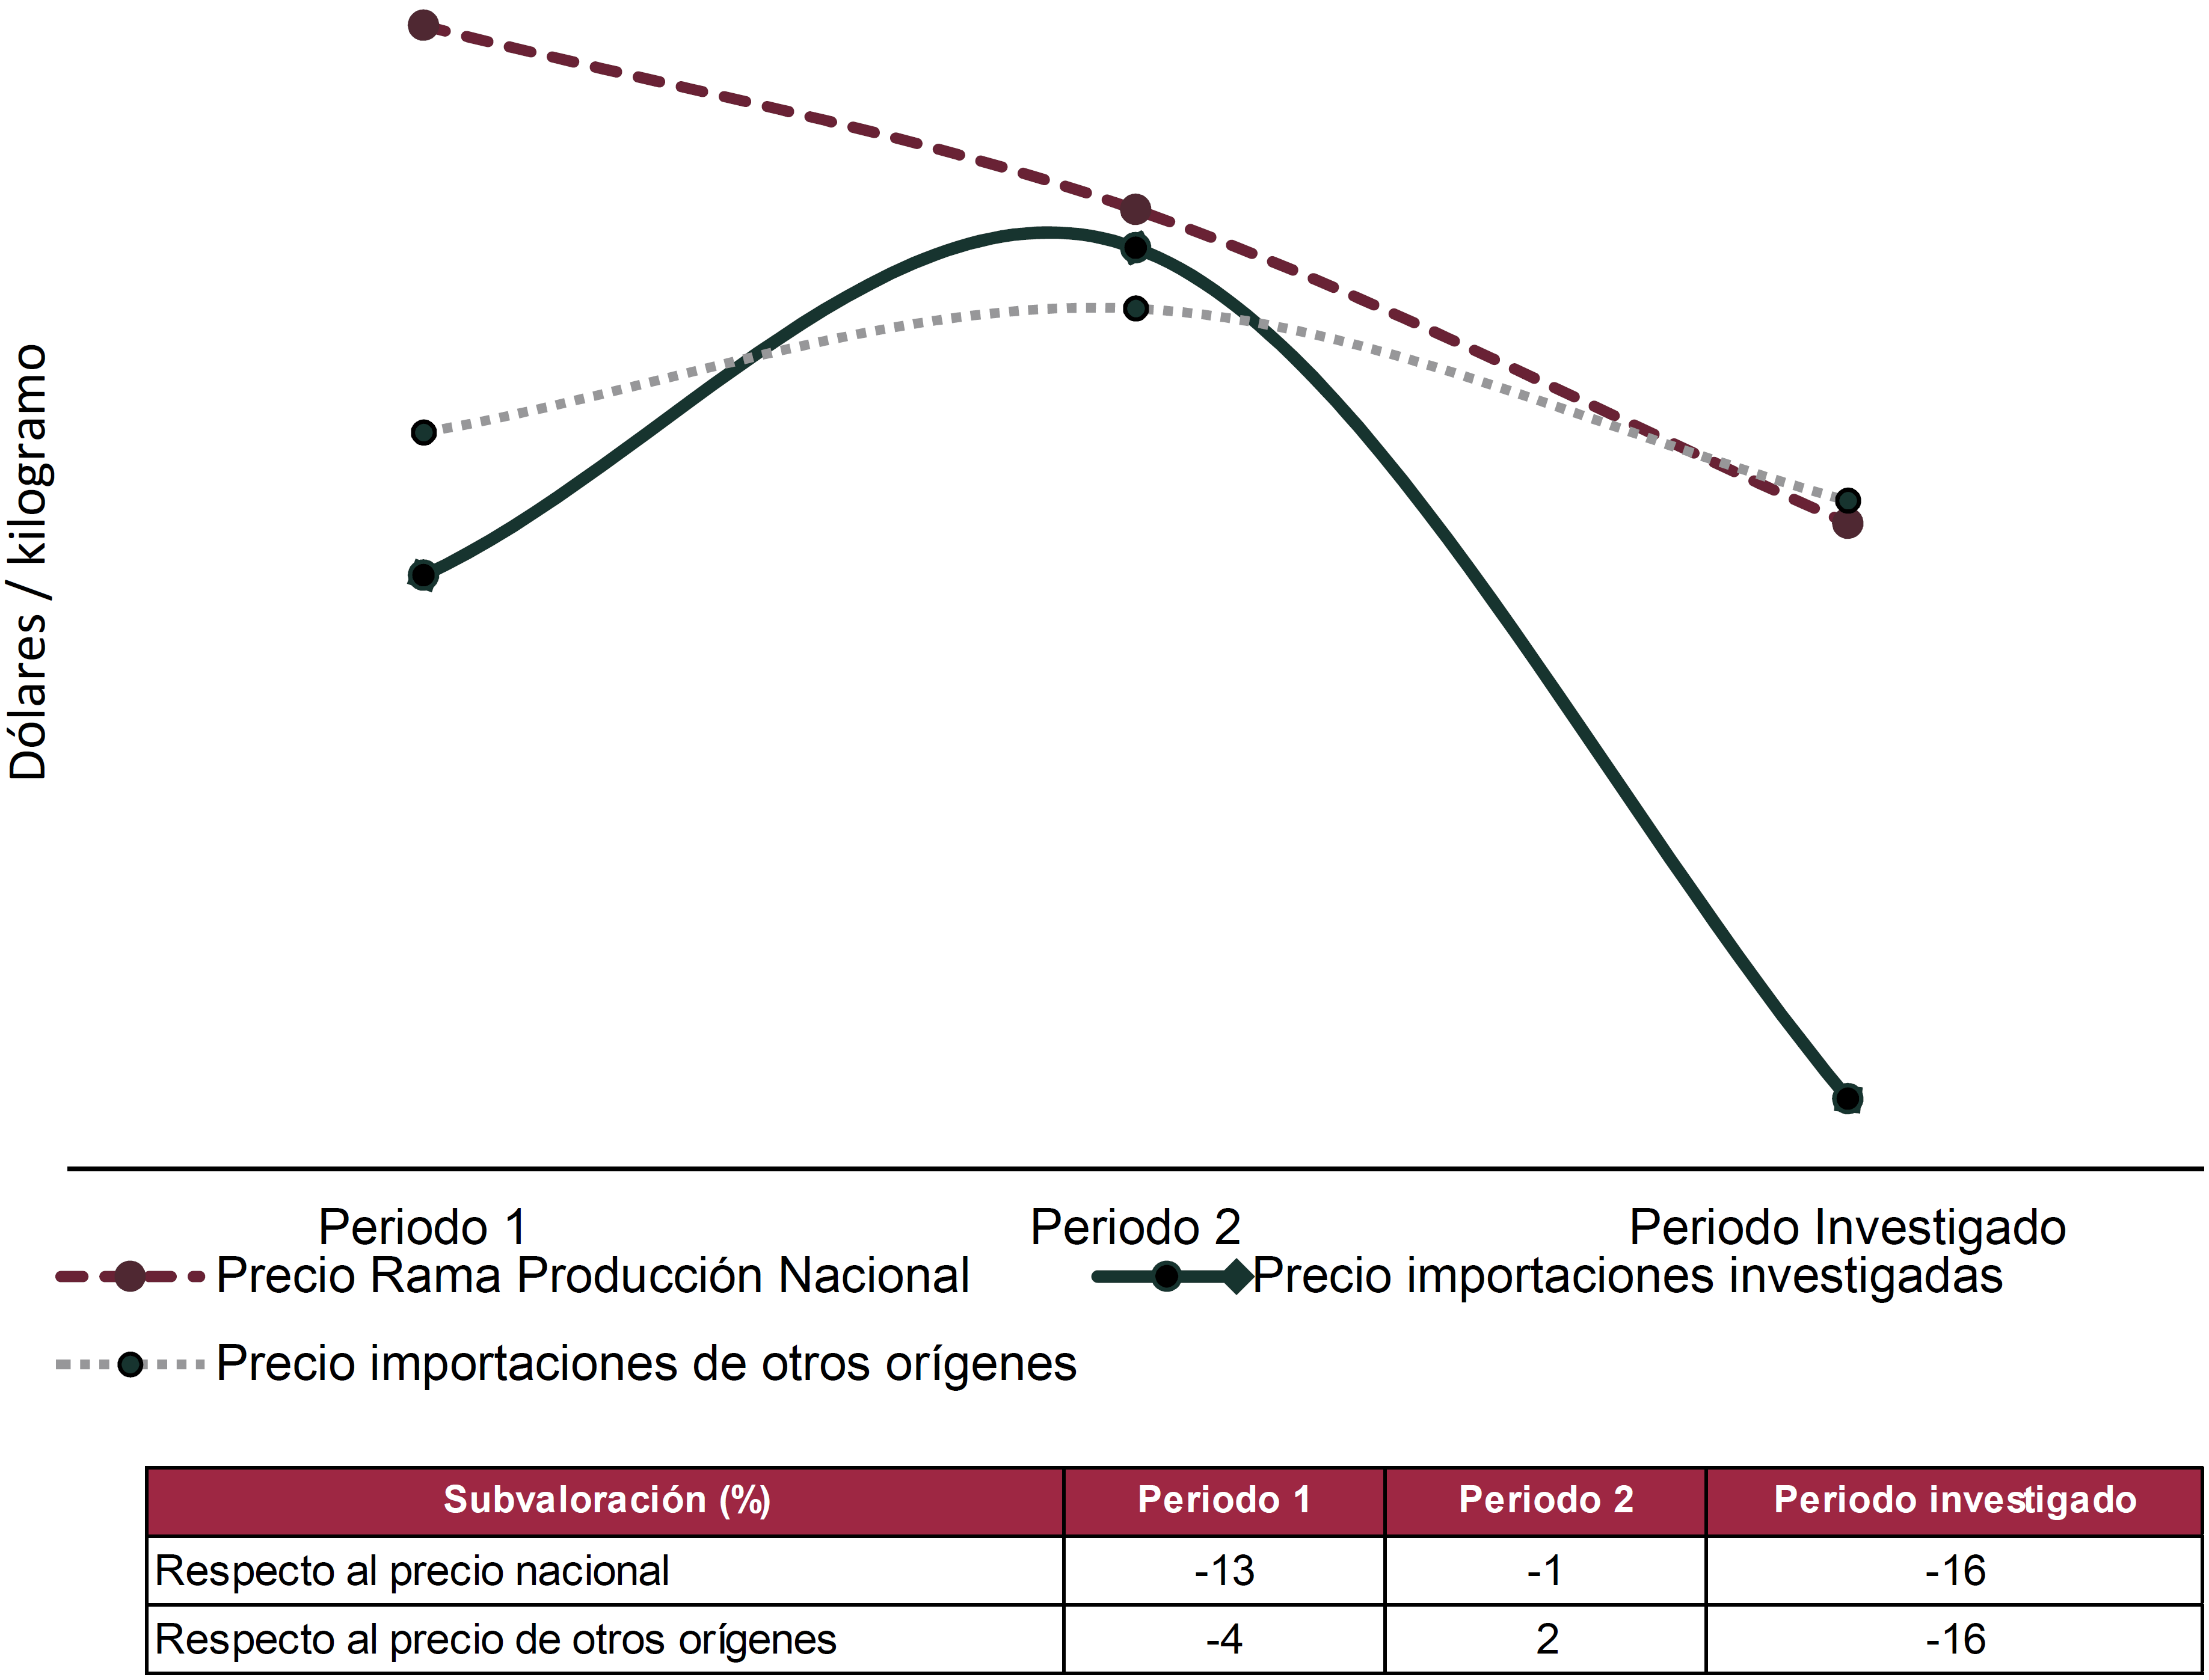 Dólares / kilogramo
Periodo 1 Periodo 2 Periodo Investigado
Precio Rama Producción Nacional Precio importaciones investigadas
Precio importaciones de otros orígenes
Subvaloración (%) Periodo 1 Periodo 2 Periodo investigado
Respecto al precio nacional -13 -1 -16
Respecto al precio de otros orígenes -4 2 -16